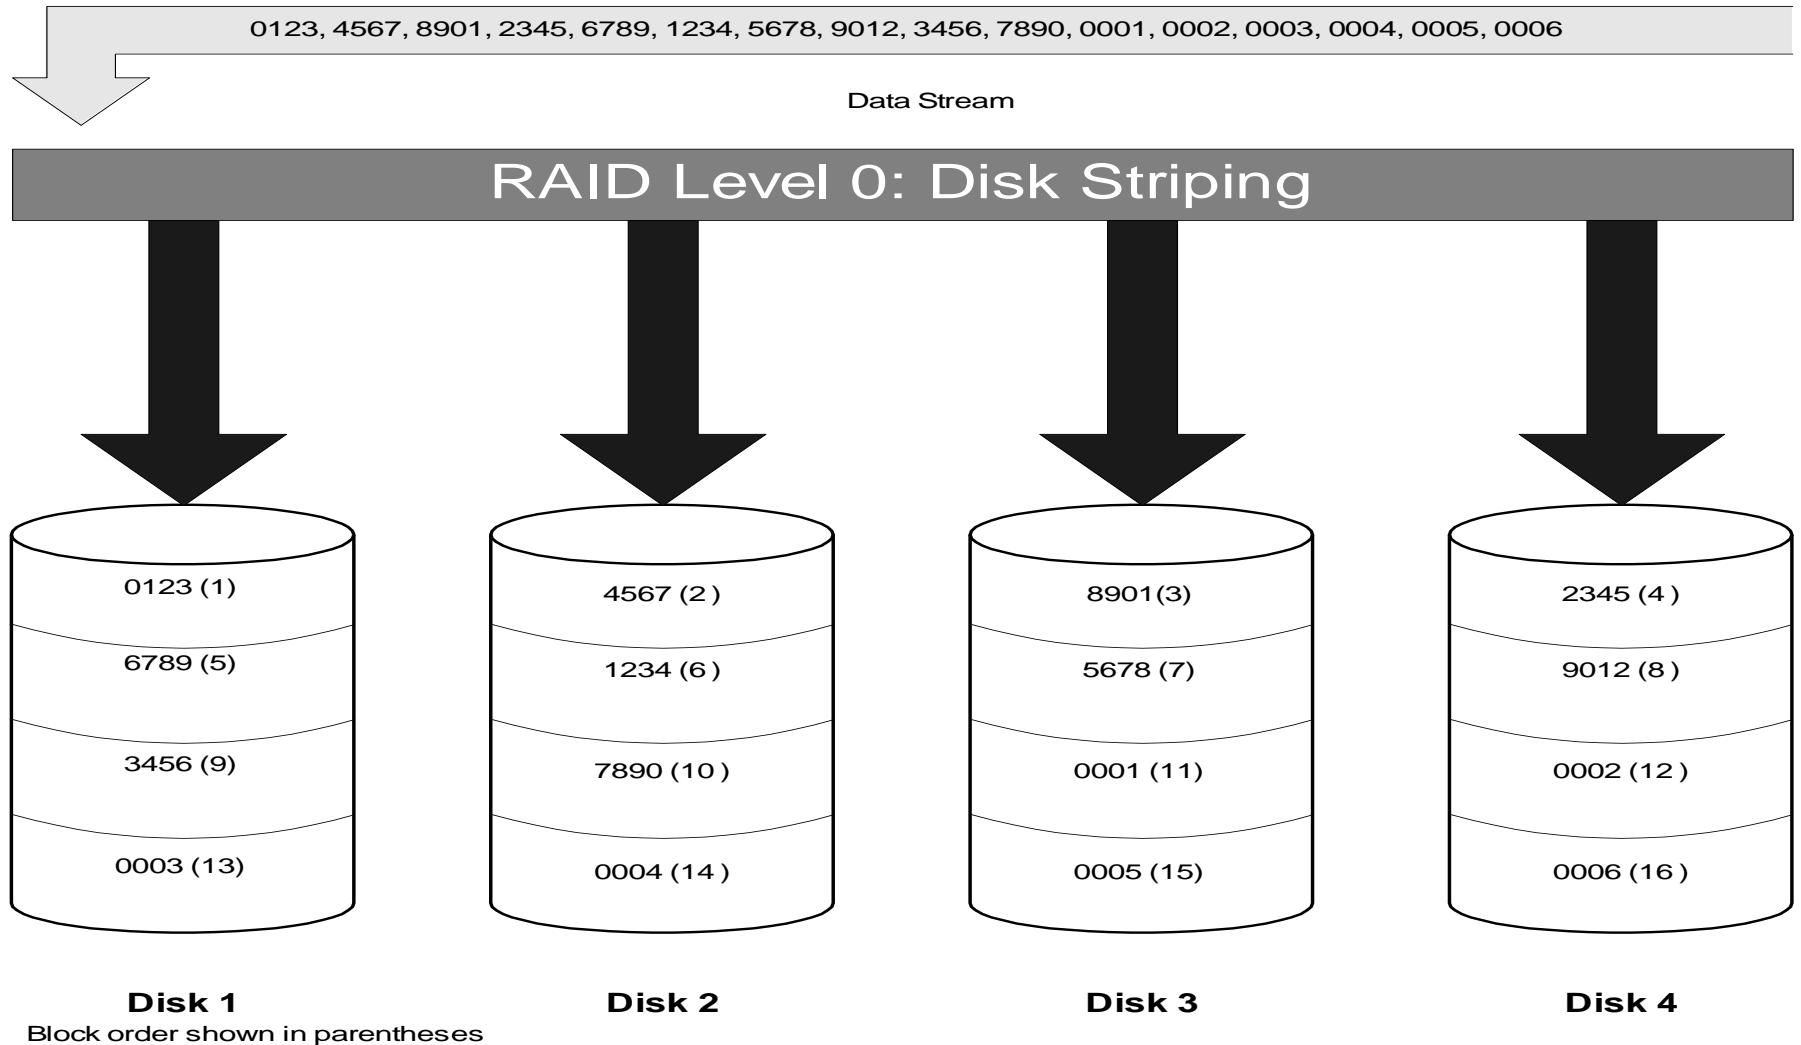 0123, 4567, 8901, 2345, 6789, 1234, 5678, 9012, 3456, 7890, 0001, 0002, 0003, 0004, 0005, 0006
Data Stream
RAID Level 0: Disk Striping
0123 (1)
4567 (2)
8901(3)
2345 (4)
6789 (5)
1234 (6)
5678 (7)
9012 (8)
3456 (9)
7890 (10)
0001 (11)
0002 (12)
0003 (13)
0004 (14)
0005 (15)
0006 (16)
Disk 1
Disk 2
Disk 3
Disk 4
Block order shown in parentheses